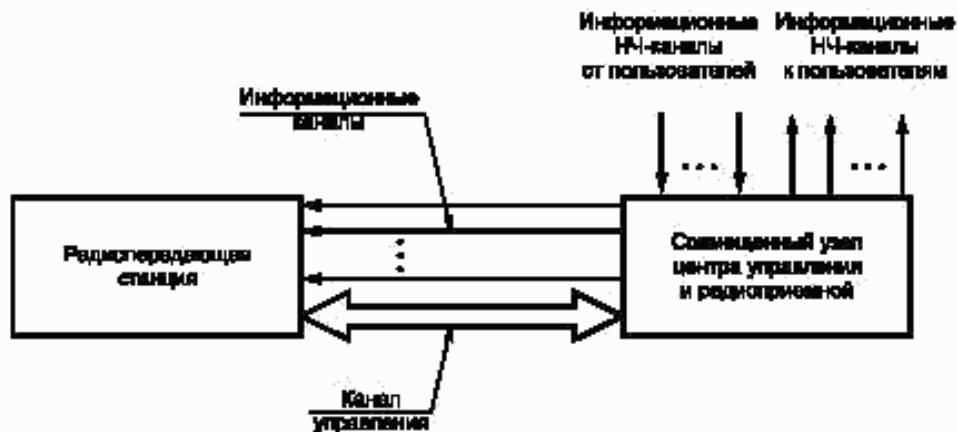 Информационные
НЧ-каналы
от пользователей
Информационные
НЧ-каналы
к пользователям
Информационные
каналы
Радиопередающая
станция
Совмещенный узел
центра управления
и радиоприемной
Канал
управления